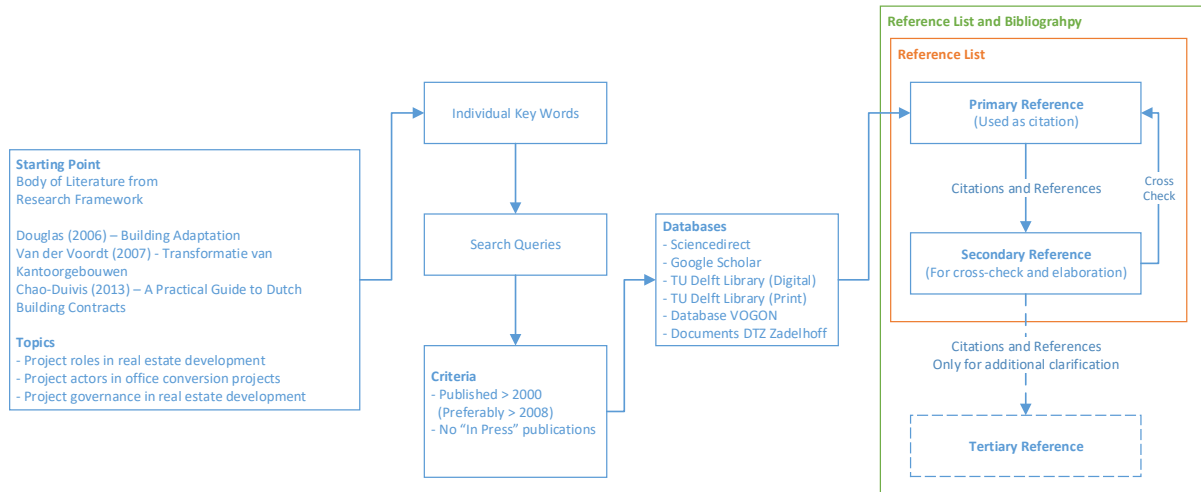 Starting Point
Body of Literature from
Research Framework
Douglas (2006) – Building Adaptation
Van der Voordt (2007) - Transformatie van
Kantoorgebouwen
Chao-Duivis (2013) – A Practical Guide to Dutch
Building Contracts
Topics
- Project roles in real estate development
- Project actors in office conversion projects
- Project governance in real estate development
Individual Key Words
Search Queries
Criteria
- Published > 2000
(Preferably > 2008)
- No “In Press” publications
Databases
- Sciencedirect
- Google Scholar
- TU Delft Library (Digital)
- TU Delft Library (Print)
- Database VOGON
- Documents DTZ Zadelhoff
Reference List and Bibliograhpy
Reference List
Primary Reference
(Used as citation)
Citations and References
Cross
Check
Secondary Reference
(For cross-check and elaboration)
Citations and References
Only for additional clarification
Tertiary Reference